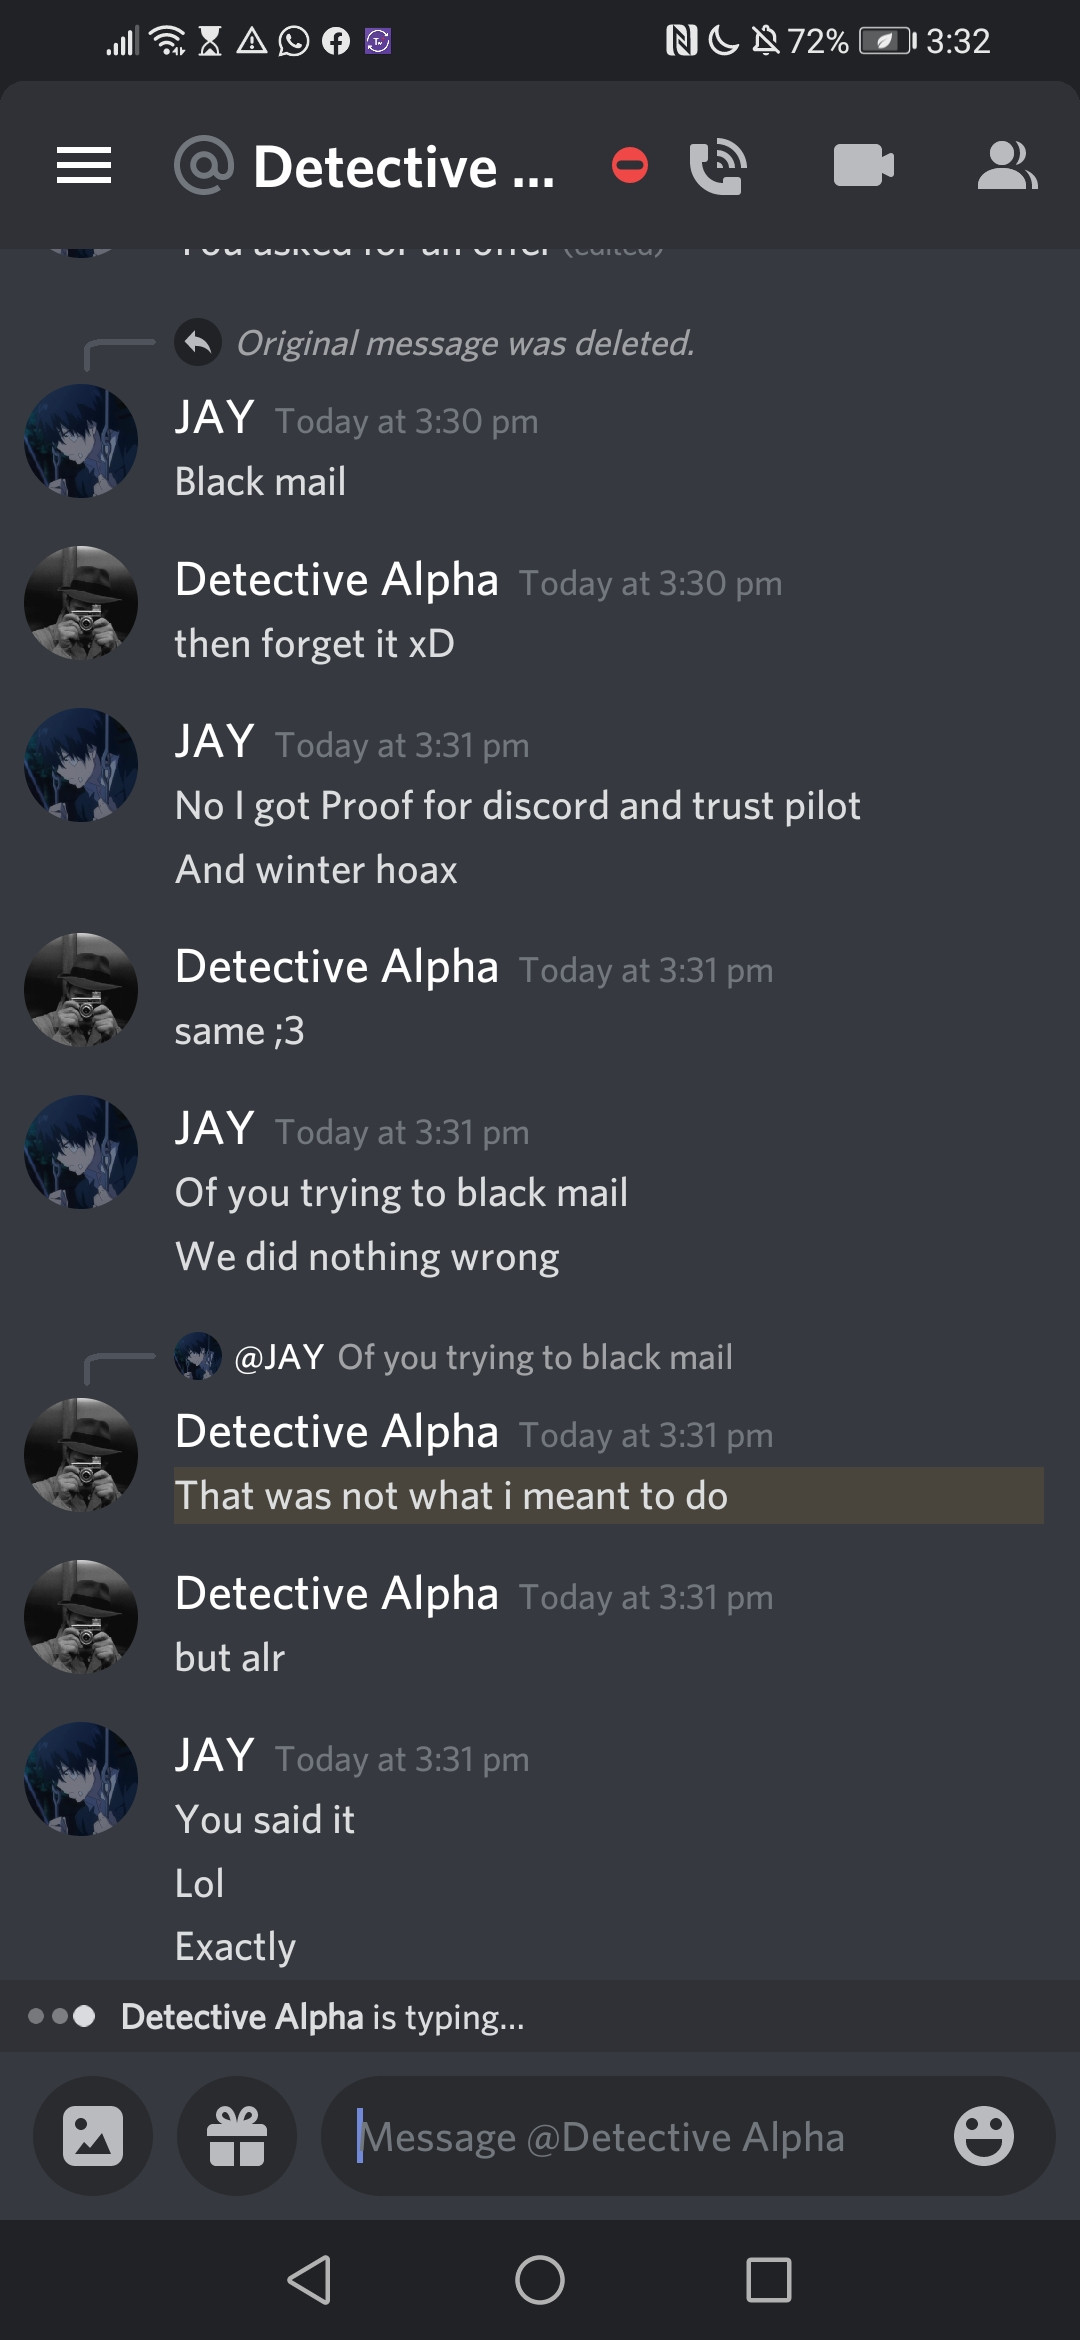 72% 3:32
@ Detective ...
You asked for an offer (edited)
Original message was deleted.
JAY Today at 3:30 pm
Black mail
Detective Alpha Today at 3:30 pm
then forget it xD
JAY Today at 3:31 pm
No I got Proof for discord and trust pilot
And winter hoax
Detective Alpha Today at 3:31 pm
same ;3
JAY Today at 3:31 pm
Of you trying to black mail
We did nothing wrong
@JAY Of you trying to black mail
Detective Alpha Today at 3:31 pm
That was not what i meant to do
Detective Alpha Today at 3:31 pm
but alr
JAY Today at 3:31 pm
You said it
Lol
Exactly
Detective Alpha is typing...
Message @Detective Alpha